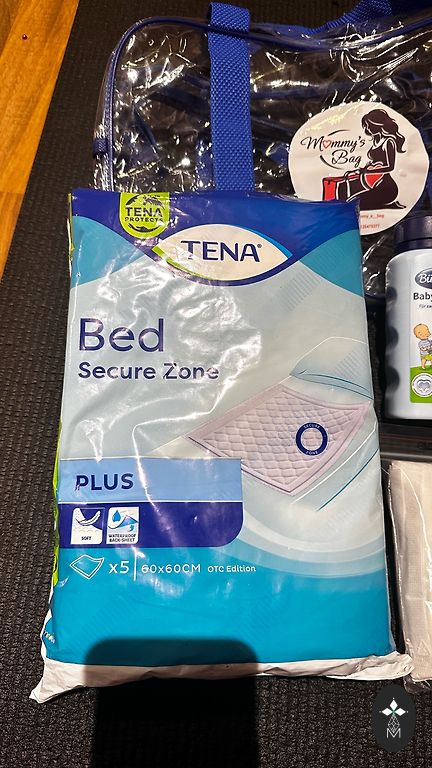 Mommy's
Bag
TENA
PROTECTS
TENA®
Bed
Secure Zone
SECURE
ZONE
PLUS
SOFT
WATERPROOF
BACK-SHEET
x5 60x60CM OTC Edition
Baby
M